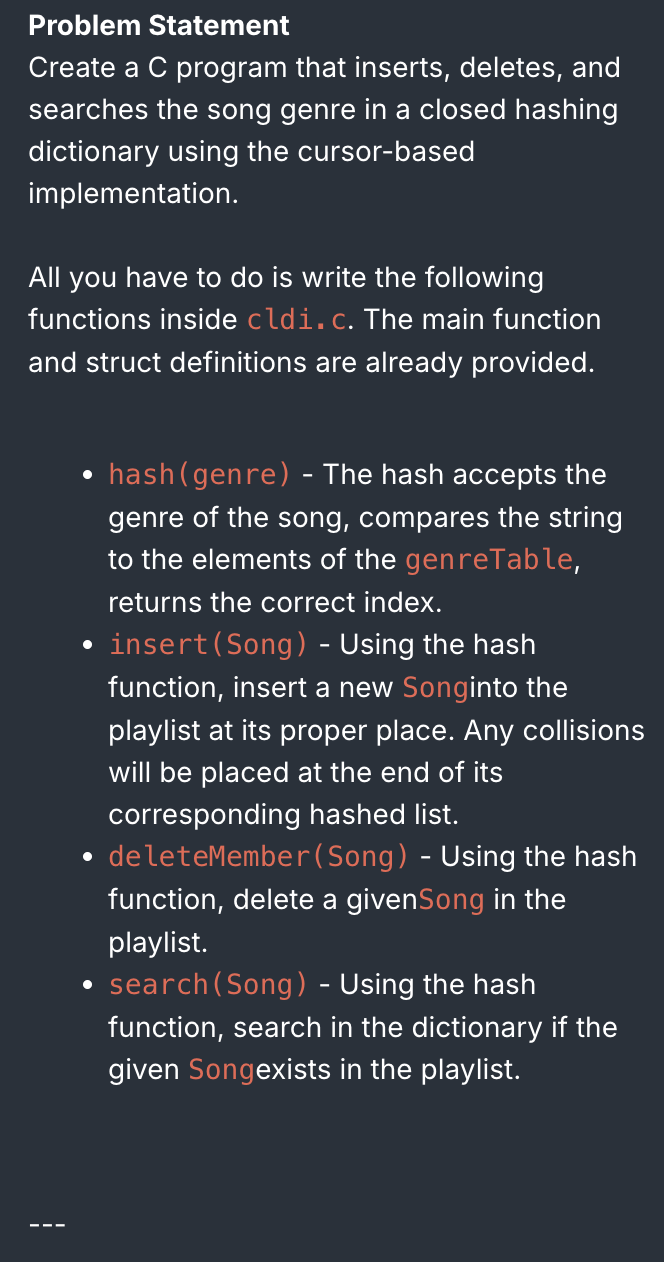 Problem Statement
Create a C program that inserts, deletes, and
searches the song genre in a closed hashing
dictionary using the cursor-based
implementation.
All you have to do is write the following
functions inside cldi.c. The main function
and struct definitions are already provided.
• hash(genre) - The hash accepts the
genre of the song, compares the string
to the elements of the genreTable,
returns the correct index.
• insert(Song) - Using the hash
function, insert a new Songinto the
playlist at its proper place. Any collisions
will be placed at the end of its
corresponding hashed list.
• deleteMember(Song) - Using the hash
function, delete a givenSong in the
playlist.
• search(Song) - Using the hash
function, search in the dictionary if the
given Songexists in the playlist.
---